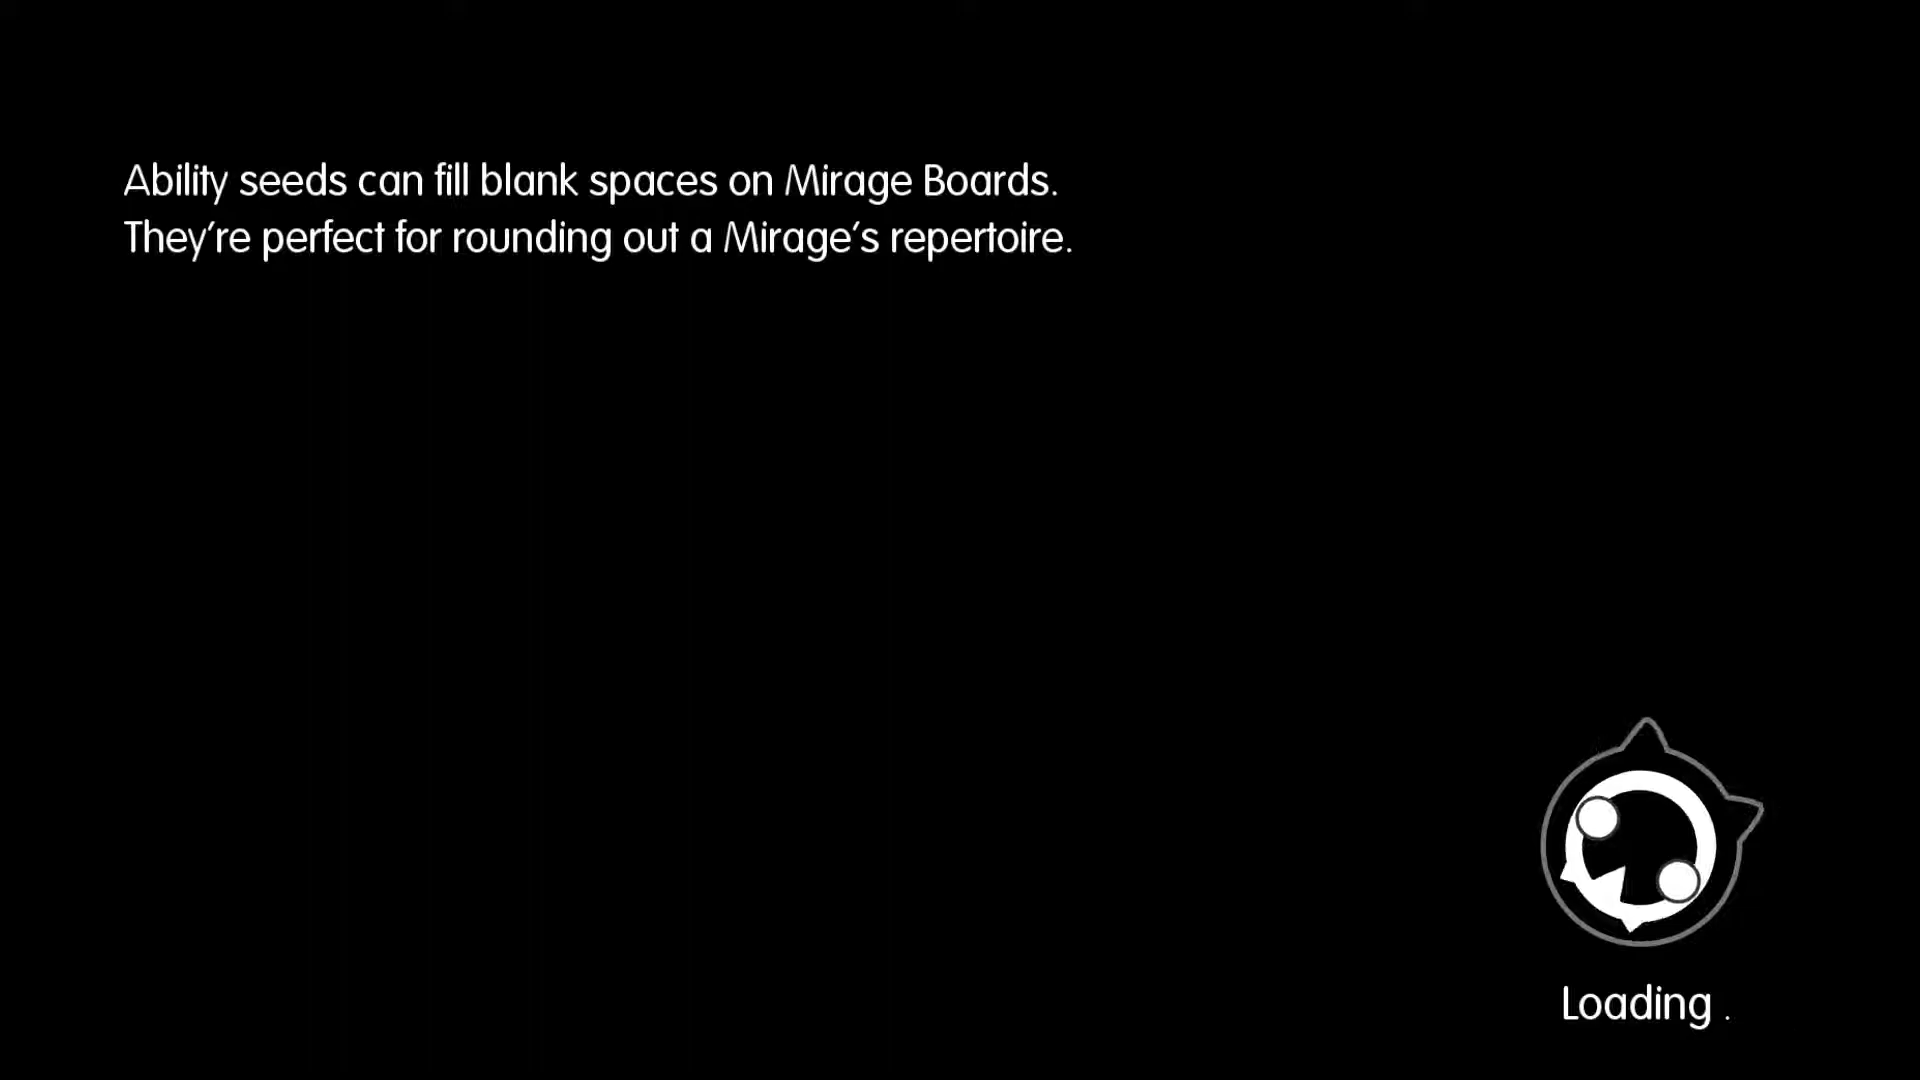 Ability seeds can fill blank spaces on Mirage Boards.
They're perfect for rounding out a Mirage's repertoire.
Loading .